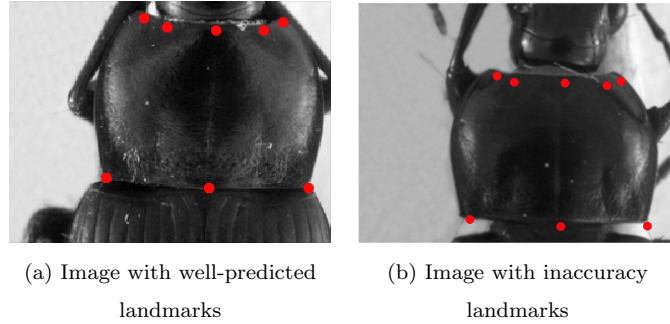 (a) Image with well-predicted
landmarks
(b) Image with inaccuracy
landmarks